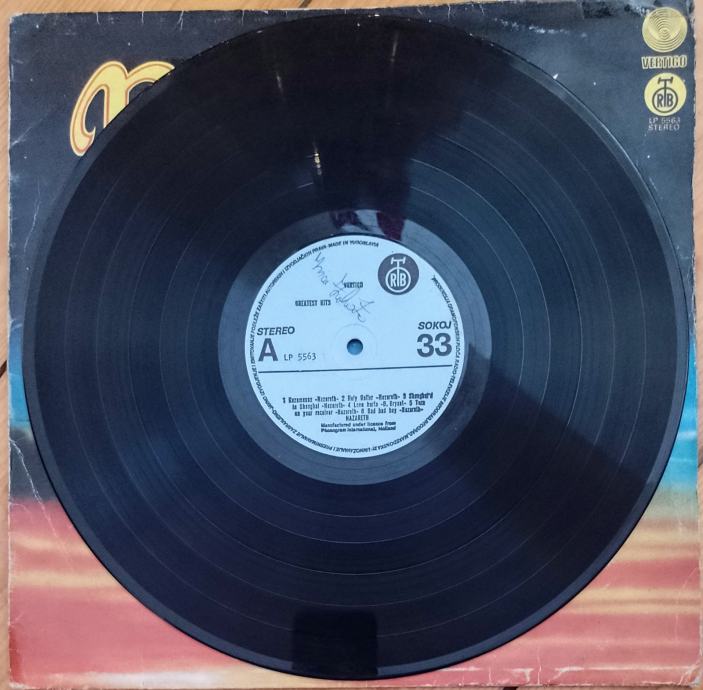 VERTIGO
RTB
LP 5563
STEREO
MADE IN YUGOSLAVIA
RTB
VERTIGO
GREATEST HITS
STEREO
SOKOJ
A LP 5563
33
1 Razamanaz -Nazareth- 2 Holy Roller -Nazareth- 3 Shanghai'd
in Shanghai -Nazareth- 4 Love hurts -B. Bryant- 5 Turn
on your receiver -Nazareth- 6 Bad bad boy -Nazareth-
NAZARETH
Manufactured under licence from
Phonogram International, Holland